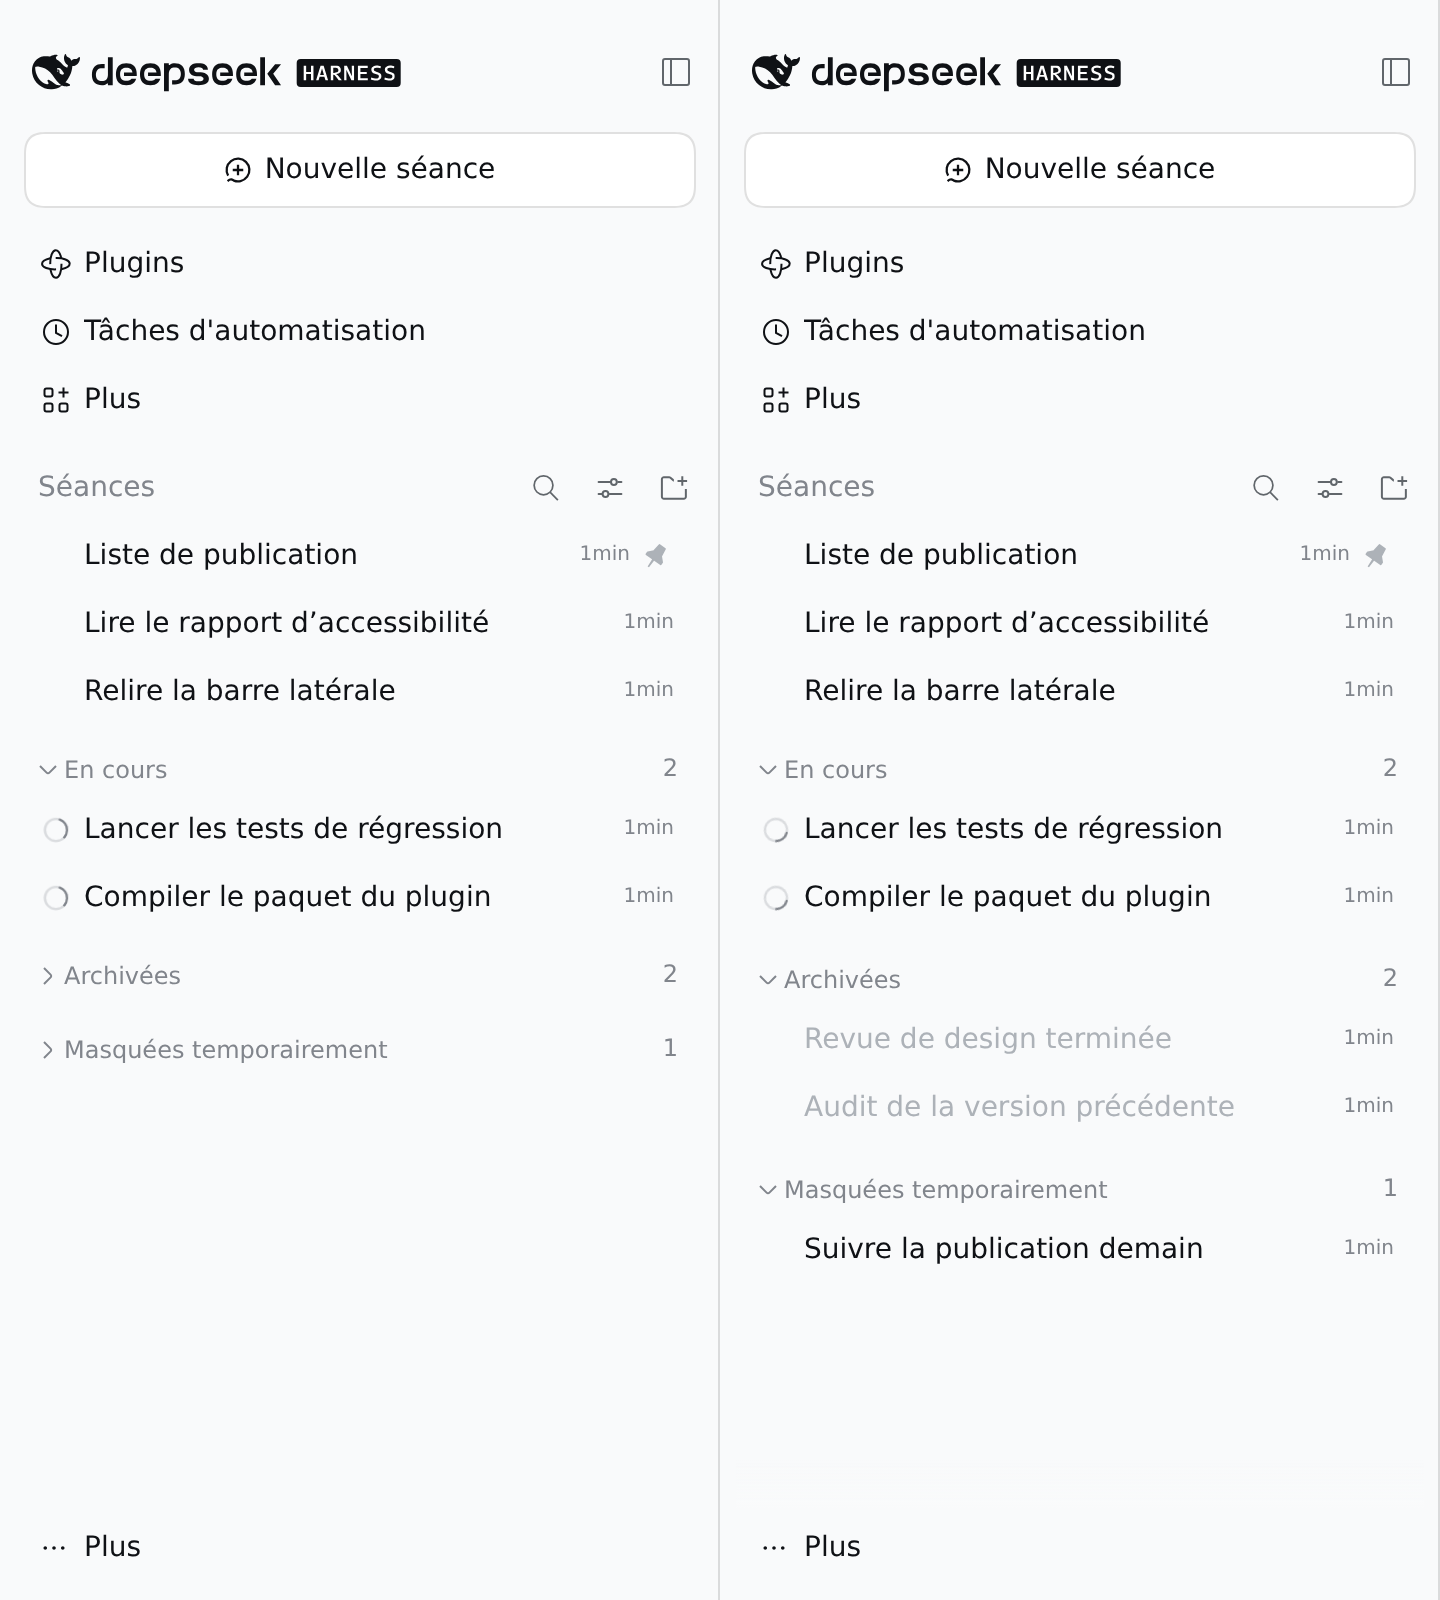 deepseek HARNESS
Nouvelle séance
Plugins
Tâches d'automatisation
Plus
Séances
Liste de publication 1min
Lire le rapport d’accessibilité 1min
Relire la barre latérale 1min
En cours 2
Lancer les tests de régression 1min
Compiler le paquet du plugin 1min
Archivées 2
Masquées temporairement 1
Plus
deepseek HARNESS
Nouvelle séance
Plugins
Tâches d'automatisation
Plus
Séances
Liste de publication 1min
Lire le rapport d’accessibilité 1min
Relire la barre latérale 1min
En cours 2
Lancer les tests de régression 1min
Compiler le paquet du plugin 1min
Archivées 2
Revue de design terminée 1min
Audit de la version précédente 1min
Masquées temporairement 1
Suivre la publication demain 1min
Plus